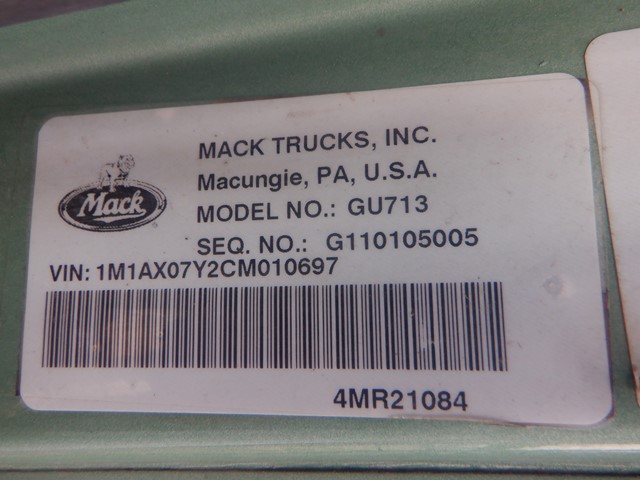 MACK TRUCKS, INC.
Macungie, PA, U.S.A.
MODEL NO.: GU713
SEQ. NO.: G110105005
Mack
VIN: 1M1AX07Y2CM010697
4MR21084